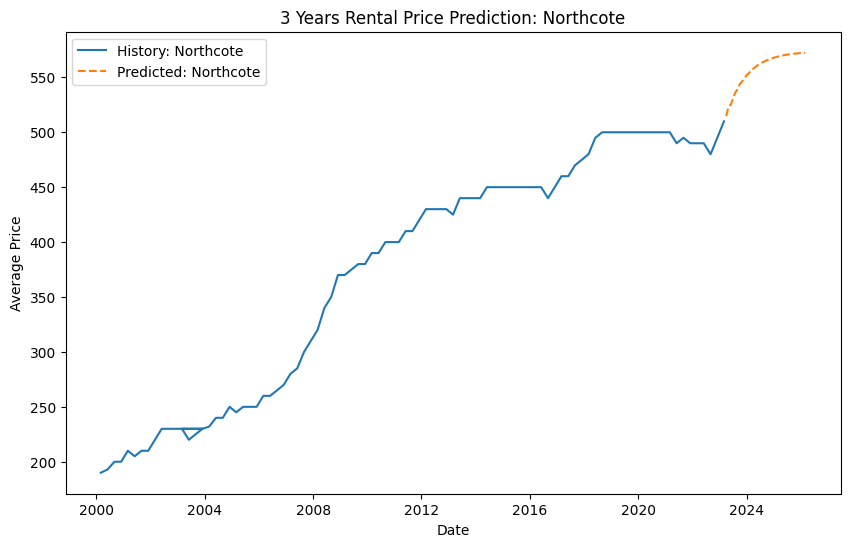 3 Years Rental Price Prediction: Northcote
History: Northcote
Predicted: Northcote
Average Price
550
500
450
400
350
300
250
200
2000 2004 2008 2012 2016 2020 2024
Date